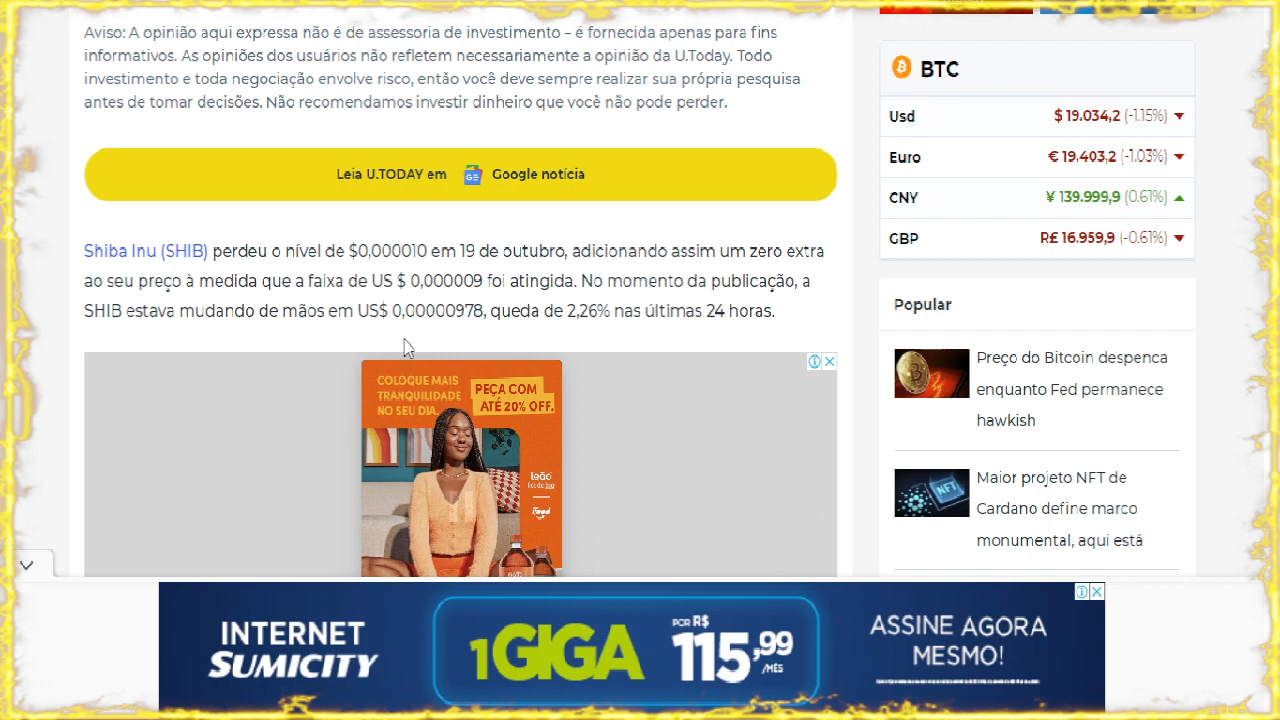 Aviso: A opinião aqui expressa não é de assessoria de investimento – é fornecida apenas para fins
informativos. As opiniões dos usuários não refletem necessariamente a opinião da U.Today. Todo
investimento e toda negociação envolve risco, então você deve sempre realizar sua própria pesquisa
antes de tomar decisões. Não recomendamos investir dinheiro que você não pode perder.
Leia U.TODAY em GE Google notícia
Shiba Inu (SHIB) perdeu o nível de $0,000010 em 19 de outubro, adicionando assim um zero extra
ao seu preço à medida que a faixa de US $ 0,000009 foi atingida. No momento da publicação, a
SHIB estava mudando de mãos em US$ 0,00000978, queda de 2,26% nas últimas 24 horas.
COLOQUE MAIS
TRANQUILIDADE
NO SEU DIA.
PEÇA COM
ATÉ 20% OFF.
leão
BTC
Usd $ 19.034,2 (-1.15%)
Euro € 19.403,2 (-1.03%)
CNY ¥ 139.999,9 (0.61%)
GBP R£ 16.959,9 (-0.61%)
Popular
Preço do Bitcoin despenca
enquanto Fed permanece
hawkish
NFT
Maior projeto NFT de
Cardano define marco
monumental, aqui está
INTERNET
SUMICITY
1GIGA
POR R$
115,99
/MÊS
ASSINE AGORA
MESMO!